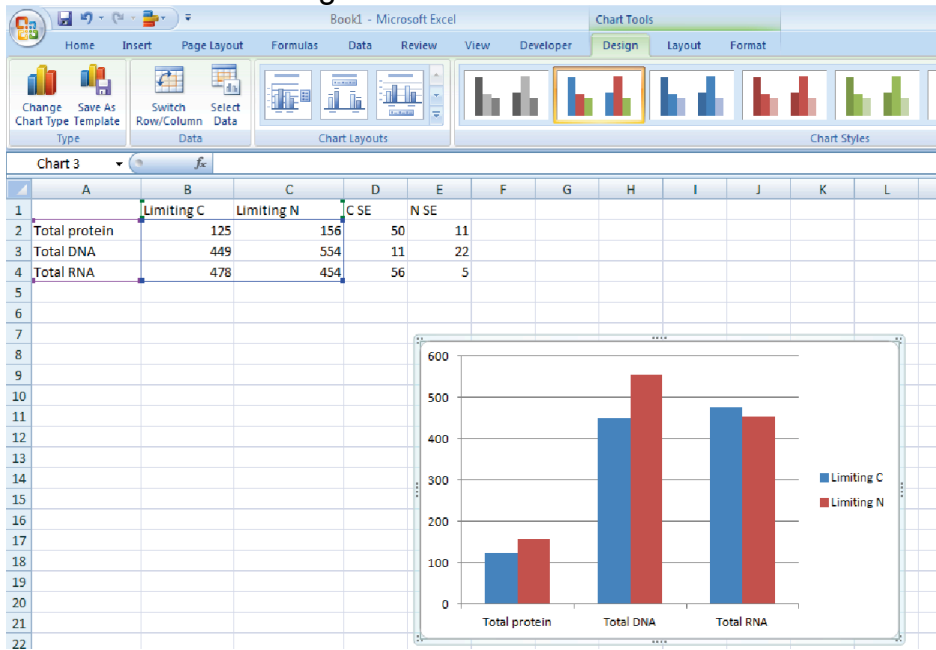 Book1 - Microsoft Excel
Chart Tools
Home Insert Page Layout Formulas Data Review View Developer Design Layout Format
Change Chart Type
Save As Template
Switch Row/Column
Select Data
Type Data Chart Layouts Chart Styles
Chart 3 fx
A B C D E F G H I J K L
1 Limiting C Limiting N C SE N SE
2 Total protein 125 156 50 11
3 Total DNA 449 554 11 22
4 Total RNA 478 454 56 5
5
6
7
8
9
10
11
12
13
14
15
16
17
18
19
20
21
22
600
500
400
300
200
100
0
Total protein Total DNA Total RNA
Limiting C
Limiting N